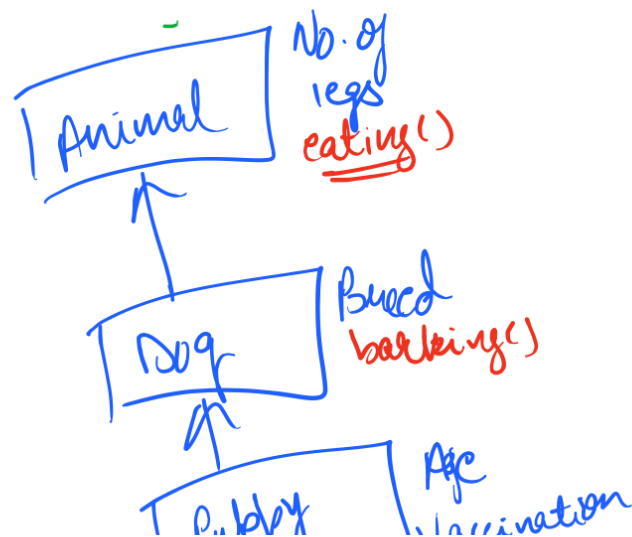 Animal
No. of
legs
eating()
Dog
Breed
barking()
Puppy
Age
Vaccination